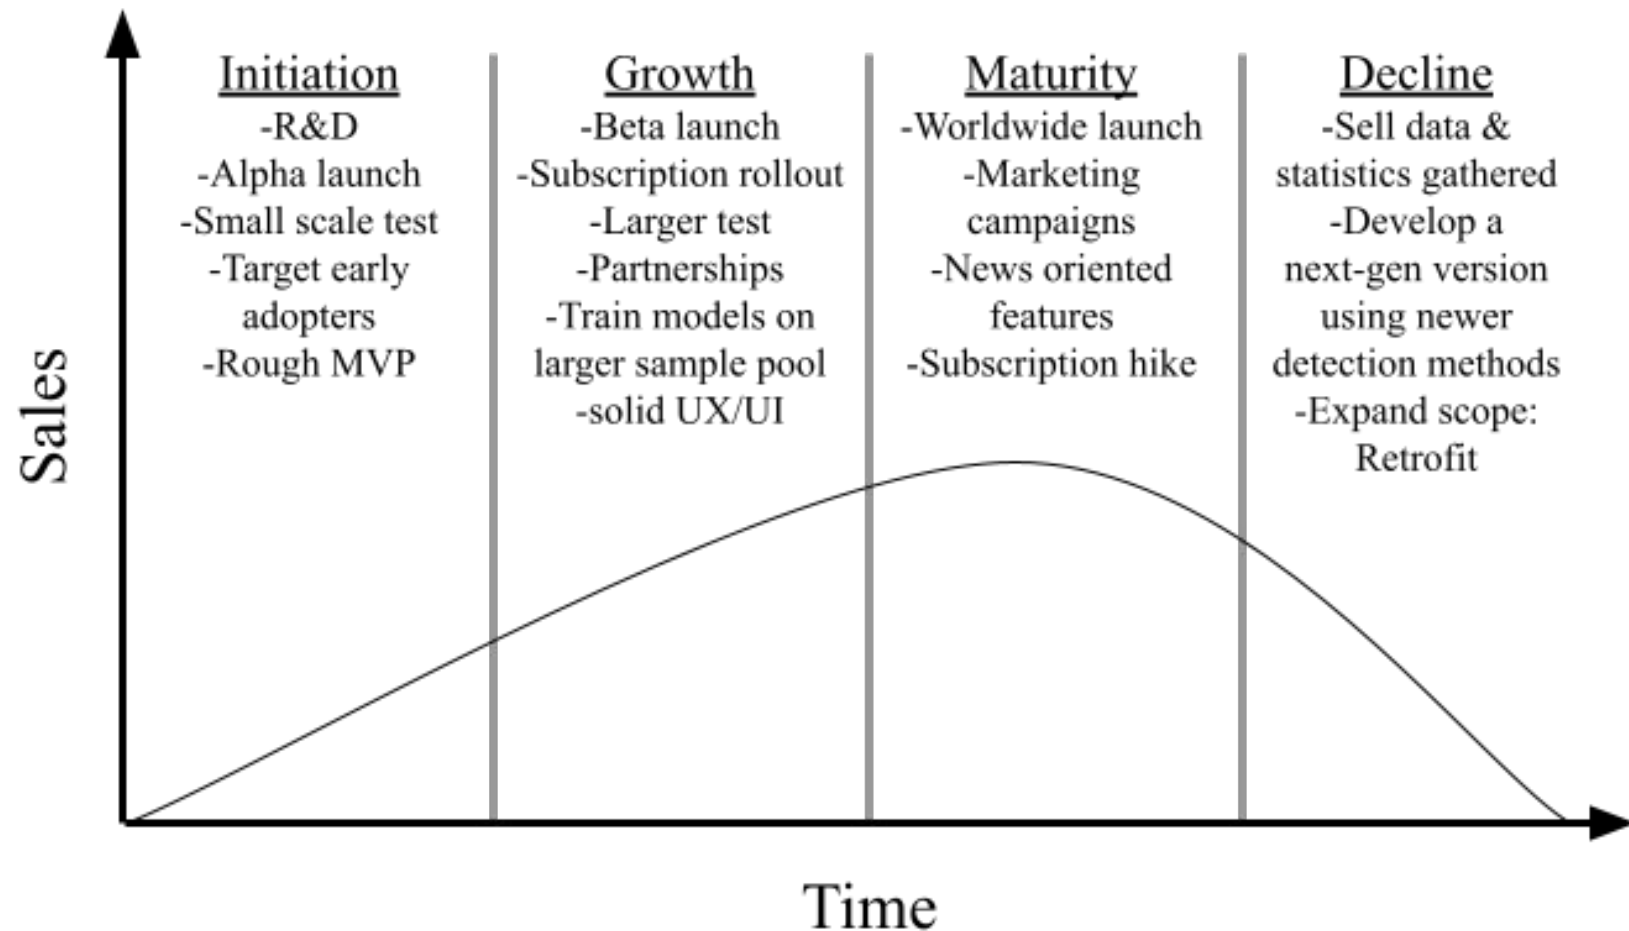 Initiation
-R&D
-Alpha launch
-Small scale test
-Target early
adopters
-Rough MVP
Growth
-Beta launch
-Subscription rollout
-Larger test
-Partnerships
-Train models on
larger sample pool
-solid UX/UI
Maturity
-Worldwide launch
-Marketing
campaigns
-News oriented
features
-Subscription hike
Decline
-Sell data &
statistics gathered
-Develop a
next-gen version
using newer
detection methods
-Expand scope:
Retrofit
Sales
Time